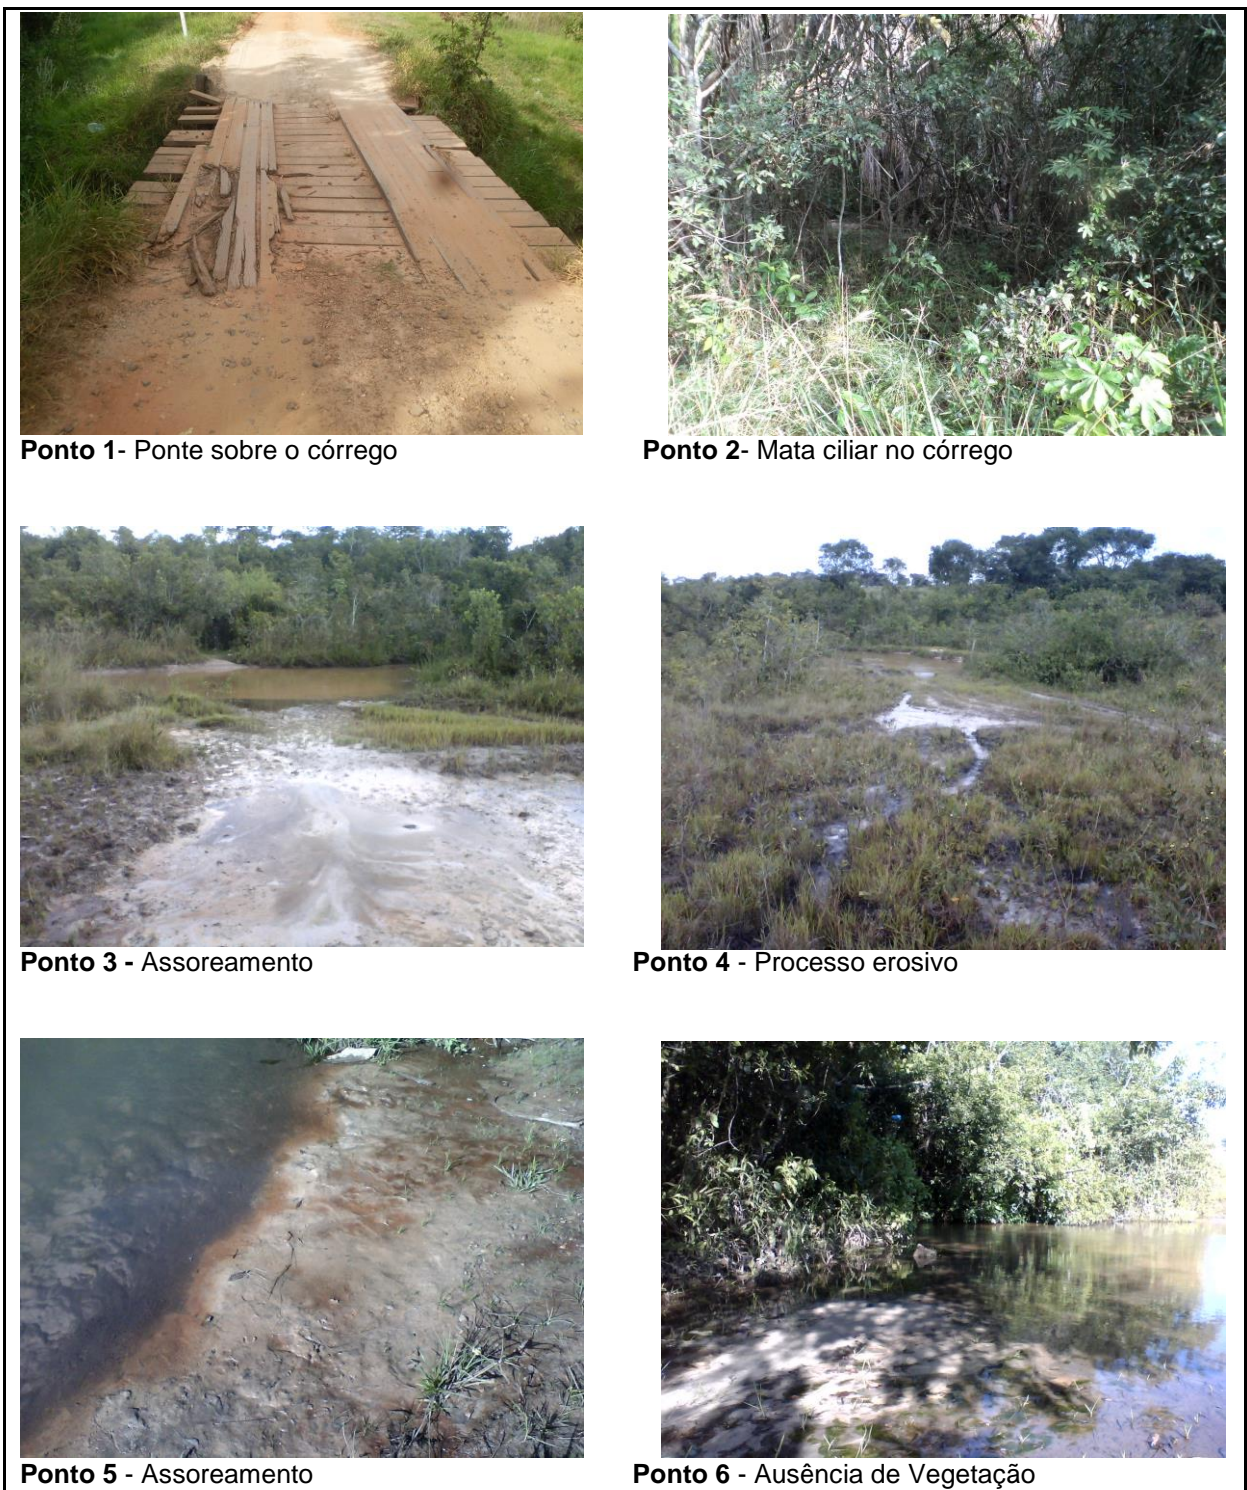 Ponto 1- Ponte sobre o córrego
Ponto 2- Mata ciliar no córrego
Ponto 3 - Assoreamento
Ponto 4 - Processo erosivo
Ponto 5 - Assoreamento
Ponto 6 - Ausência de Vegetação